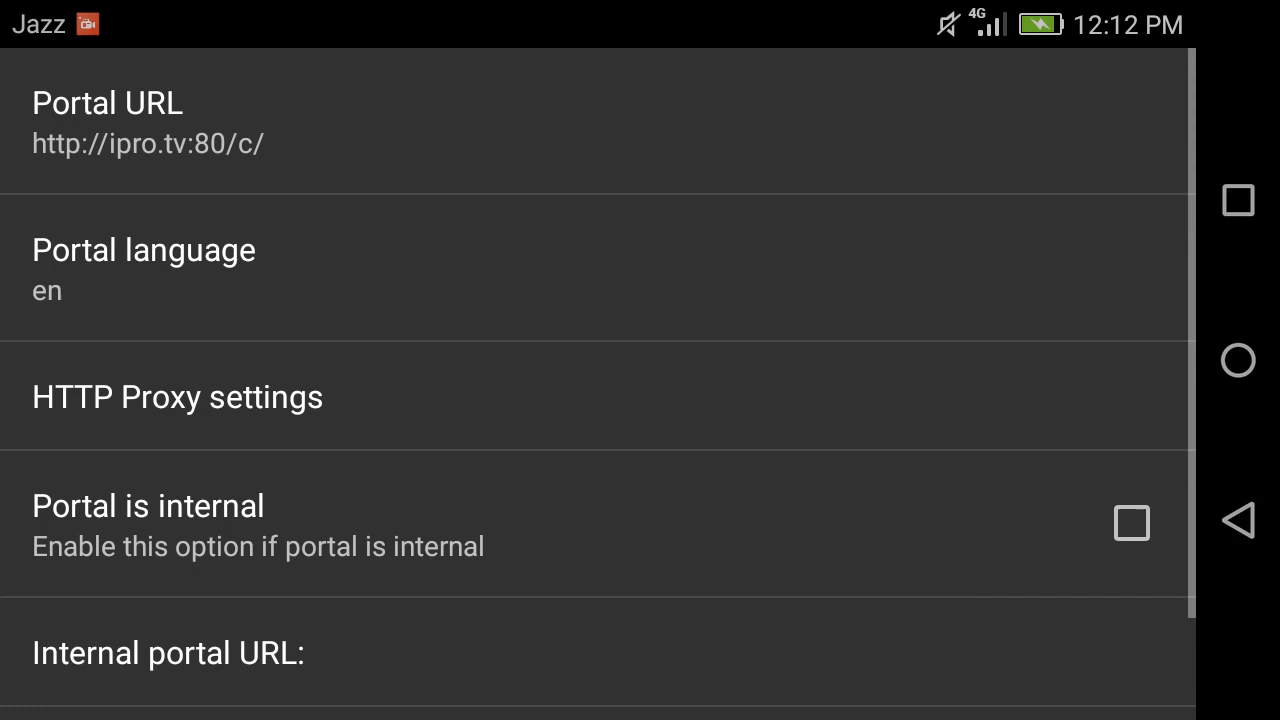 Jazz
4G
12:12 PM
Portal URL
http://ipro.tv:80/c/
Portal language
en
HTTP Proxy settings
Portal is internal
Enable this option if portal is internal
Internal portal URL: